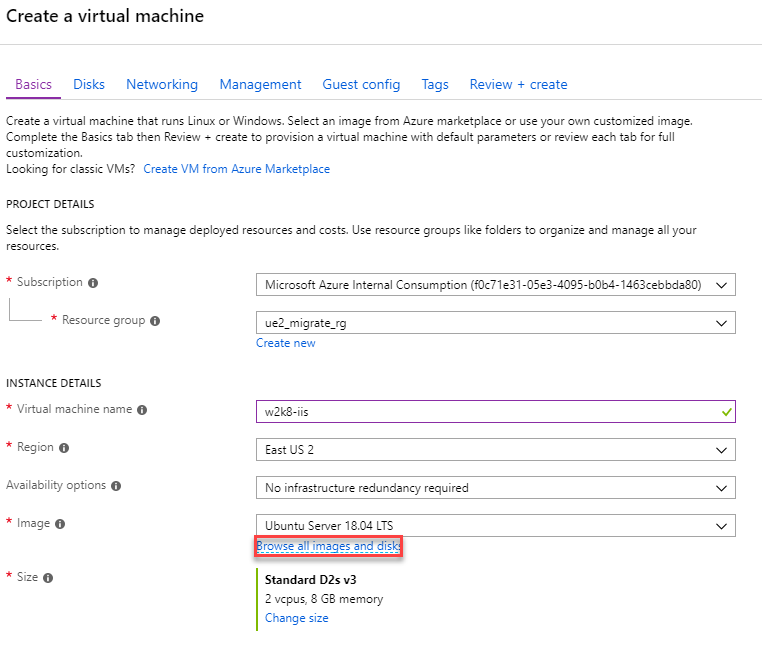 Create a virtual machine
Basics Disks Networking Management Guest config Tags Review + create
Create a virtual machine that runs Linux or Windows. Select an image from Azure marketplace or use your own customized image.
Complete the Basics tab then Review + create to provision a virtual machine with default parameters or review each tab for full
customization.
Looking for classic VMs? Create VM from Azure Marketplace
PROJECT DETAILS
Select the subscription to manage deployed resources and costs. Use resource groups like folders to organize and manage all your
resources.
* Subscription
Microsoft Azure Internal Consumption (f0c71e31-05e3-4095-b0b4-1463cebbda80)
* Resource group
ue2_migrate_rg
Create new
INSTANCE DETAILS
* Virtual machine name
w2k8-iis
* Region
East US 2
Availability options
No infrastructure redundancy required
* Image
Ubuntu Server 18.04 LTS
Browse all images and disks
* Size
Standard D2s v3
2 vcpus, 8 GB memory
Change size